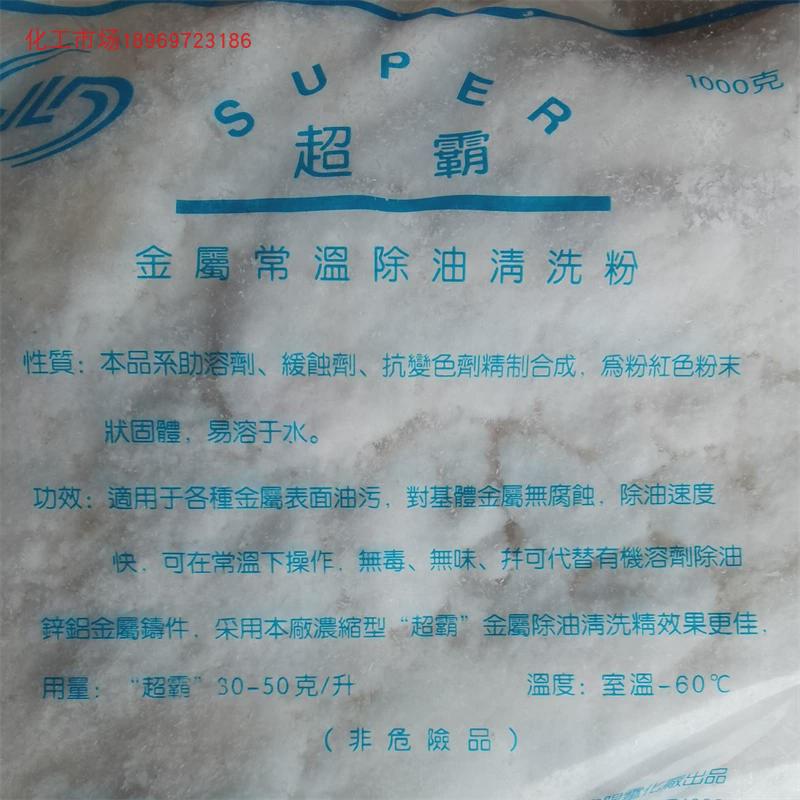 化工市场18969723186
SUPER
1000克
超霸
金屬常溫除油清洗粉
性質：本品系助溶劑、緩蝕劑、抗變色劑精制合成，爲粉紅色粉末
狀固體，易溶于水。
功效：適用于各種金屬表面油污，對基體金屬無腐蝕，除油速度
快，可在常溫下操作，無毒、無味、幷可代替有機溶劑除油
鋅鋁金屬鑄件，采用本廠濃縮型“超霸”金屬除油清洗精效果更佳，
用量：“超霸”30-50克/升 溫度：室溫-60℃
(非危險品)
化廠出品